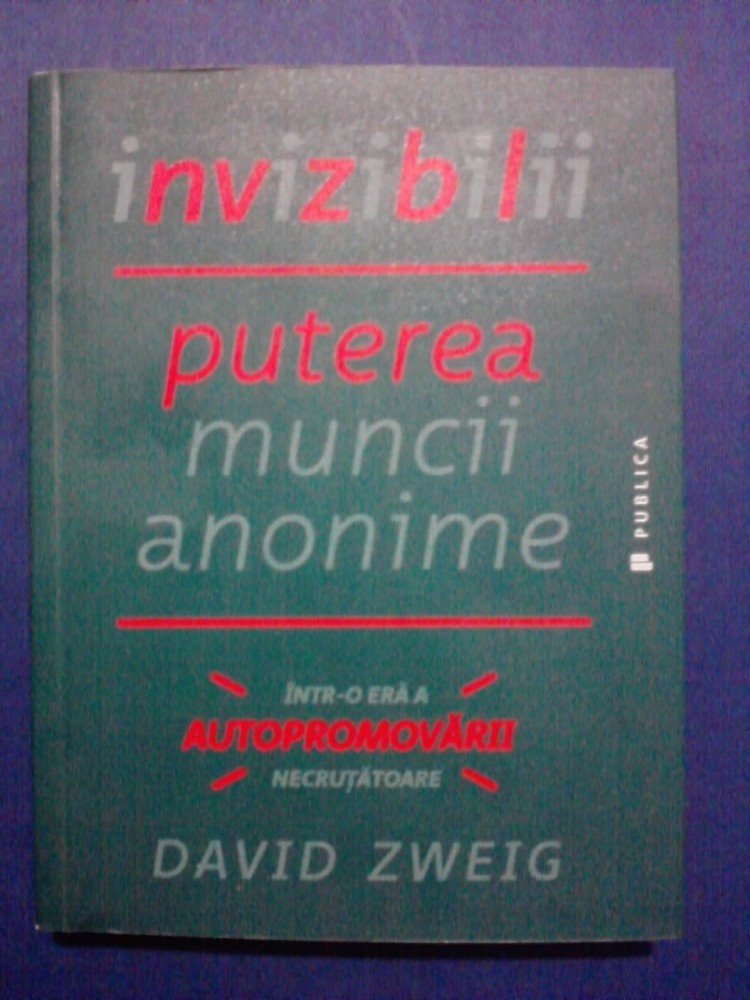 invizibilii
puterea
muncii
anonime
PUBLICA
ÎNTR-O ERĂ A
AUTOPROMOVĂRII
NECRUȚĂTOARE
DAVID ZWEIG